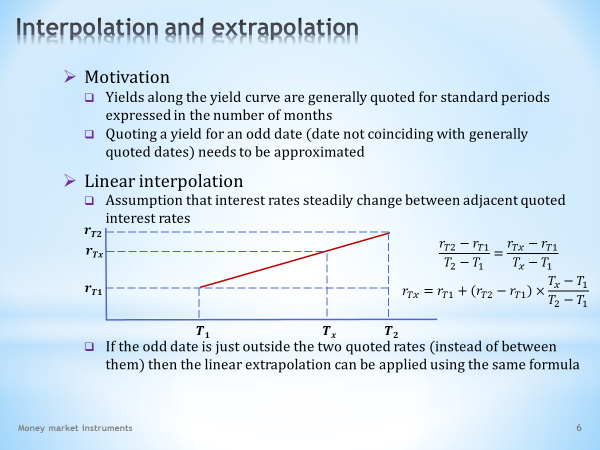 Interpolation and extrapolation
Motivation
Yields along the yield curve are generally quoted for standard periods
expressed in the number of months
Quoting a yield for an odd date (date not coinciding with generally
quoted dates) needs to be approximated
Linear interpolation
Assumption that interest rates steadily change between adjacent quoted
interest rates
r_{T2}
r_{Tx}
r_{T1}
T_1 T_x T_2
\frac{r_{T2} − r_{T1}}{T_2 − T_1} = \frac{r_{Tx} − r_{T1}}{T_x − T_1}
r_{Tx} = r_{T1} + (r_{T2} − r_{T1}) × \frac{T_x − T_1}{T_2 − T_1}
If the odd date is just outside the two quoted rates (instead of between
them) then the linear extrapolation can be applied using the same formula
Money market instruments 6